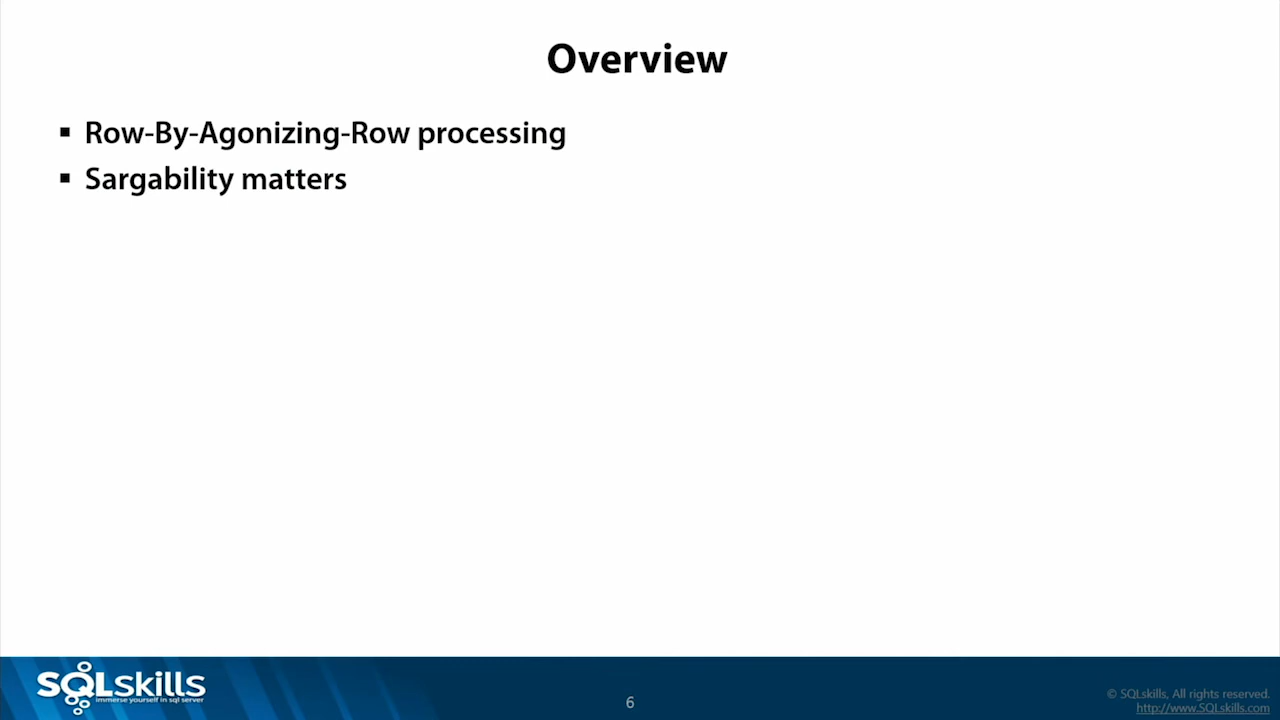 Overview
▪ Row-By-Agonizing-Row processing
▪ Sargability matters
SQLskills
immerse yourself in sql server
6
© SQLskills, All rights reserved.
http://www.SQLskills.com